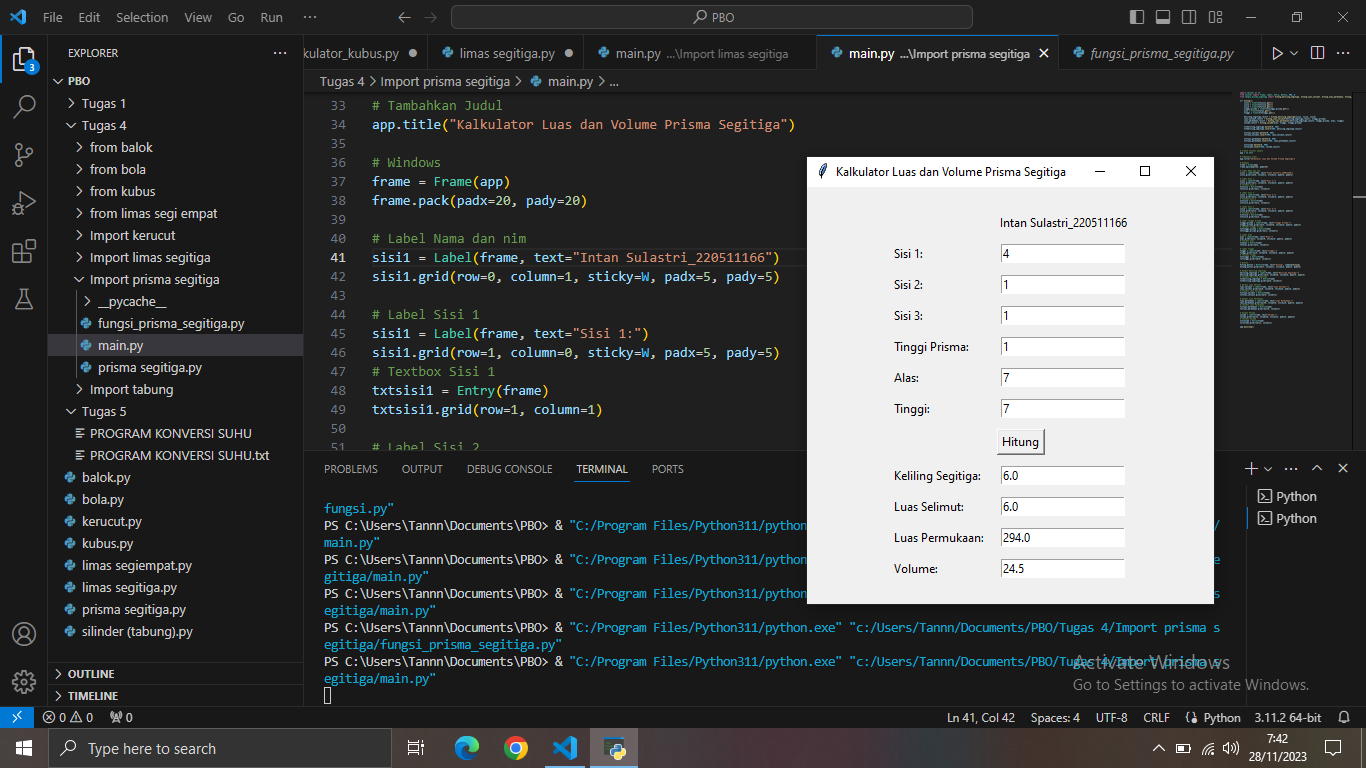 File Edit Selection View Go Run ··· PBO
EXPLORER ···
kulator_kubus.py limas segitiga.py main.py ...\Import limas segitiga main.py ...\Import prisma segitiga fungsi_prisma_segitiga.py
Tugas 4 > Import prisma segitiga > main.py > ...
3
PBO
Tugas 1
Tugas 4
from balok
from bola
from kubus
from limas segi empat
Import kerucut
Import limas segitiga
Import prisma segitiga
__pycache__
fungsi_prisma_segitiga.py
main.py
prisma segitiga.py
Import tabung
Tugas 5
PROGRAM KONVERSI SUHU
PROGRAM KONVERSI SUHU.txt
balok.py
bola.py
kerucut.py
kubus.py
limas segiempat.py
limas segitiga.py
prisma segitiga.py
silinder (tabung).py
OUTLINE
TIMELINE
33 # Tambahkan Judul
34 app.title("Kalkulator Luas dan Volume Prisma Segitiga")
35
36 # Windows
37 frame = Frame(app)
38 frame.pack(padx=20, pady=20)
39
40 # Label Nama dan nim
41 sisi1 = Label(frame, text="Intan Sulastri_220511166")
42 sisi1.grid(row=0, column=1, sticky=W, padx=5, pady=5)
43
44 # Label Sisi 1
45 sisi1 = Label(frame, text="Sisi 1:")
46 sisi1.grid(row=1, column=0, sticky=W, padx=5, pady=5)
47 # Textbox Sisi 1
48 txtsisi1 = Entry(frame)
49 txtsisi1.grid(row=1, column=1)
50
51 # Label Sisi 2
Kalkulator Luas dan Volume Prisma Segitiga
Intan Sulastri_220511166
Sisi 1: 4
Sisi 2: 1
Sisi 3: 1
Tinggi Prisma: 1
Alas: 7
Tinggi: 7
Hitung
Keliling Segitiga: 6.0
Luas Selimut: 6.0
Luas Permukaan: 294.0
Volume: 24.5
PROBLEMS OUTPUT DEBUG CONSOLE TERMINAL PORTS
Python
Python
fungsi.py"
PS C:\Users\Tannn\Documents\PBO> & "C:/Program Files/Python311/python /
main.py"
PS C:\Users\Tannn\Documents\PBO> & "C:/Program Files/Python311/python e
egitiga/main.py"
PS C:\Users\Tannn\Documents\PBO> & "C:/Program Files/Python311/python s
egitiga/main.py"
PS C:\Users\Tannn\Documents\PBO> & "C:/Program Files/Python311/python.exe" "c:/Users/Tannn/Documents/PBO/Tugas 4/Import prisma s
egitiga/fungsi_prisma_segitiga.py"
PS C:\Users\Tannn\Documents\PBO> & "C:/Program Files/Python311/python.exe" "c:/Users/Tannn/Documents/PBO/Tugas 4/Import prisma s
egitiga/main.py"
Activate Windows
Go to Settings to activate Windows.
0 0 0 Ln 41, Col 42 Spaces: 4 UTF-8 CRLF Python 3.11.2 64-bit
Type here to search
7:42
28/11/2023